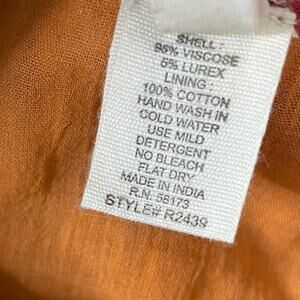 SHELL :
95% VISCOSE
5% LUREX
LINING :
100% COTTON
HAND WASH IN
COLD WATER
USE MILD
DETERGENT
NO BLEACH
FLAT DRY
MADE IN INDIA
R.N. 58173
STYLE# R2439